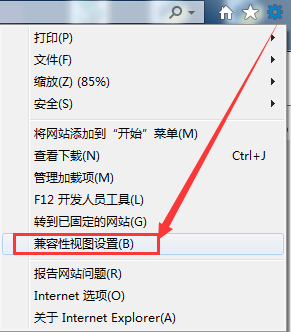 打印(P)
文件(F)
缩放(Z) (85%)
安全(S)
将网站添加到“开始”菜单(M)
查看下载(N) Ctrl+J
管理加载项(M)
F12 开发人员工具(L)
转到已固定的网站(G)
兼容性视图设置(B)
报告网站问题(R)
Internet 选项(O)
关于 Internet Explorer(A)